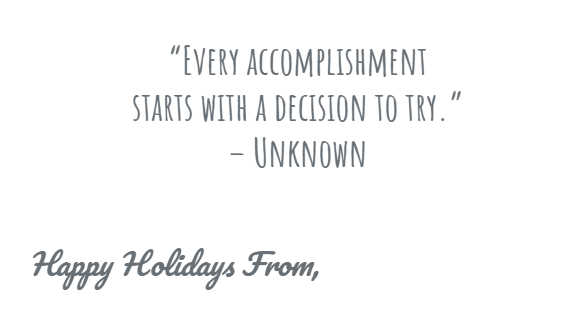 “Every accomplishment
starts with a decision to try.”
– Unknown
Happy Holidays From,